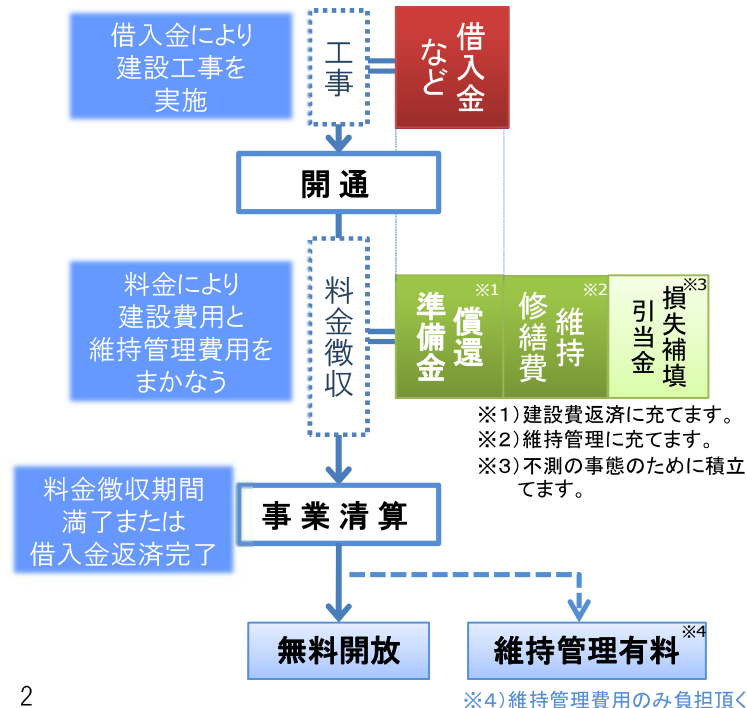 借入金により
建設工事を
実施
工事
借入金
など
開通
料金により
建設費用と
維持管理費用を
まかなう
料金徴収
償還
準備金
※1
維持
修繕費
※2
損失補填
引当金
※3
※1)建設費返済に充てます。
※2)維持管理に充てます。
※3)不測の事態のために積立
てます。
料金徴収期間
満了または
借入金返済完了
事業清算
無料開放
維持管理有料※4
2
※4)維持管理費用のみ負担頂く